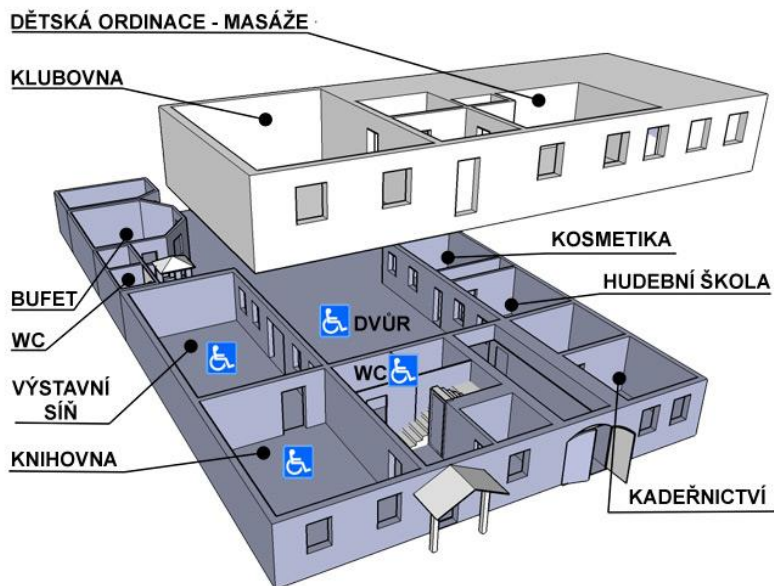 DĚTSKÁ ORDINACE - MASÁŽE
KLUBOVNA
KOSMETIKA
HUDEBNÍ ŠKOLA
BUFET
WC
DVŮR
WC
VÝSTAVNÍ
SÍŇ
KNIHOVNA
KADEŘNICTVÍ